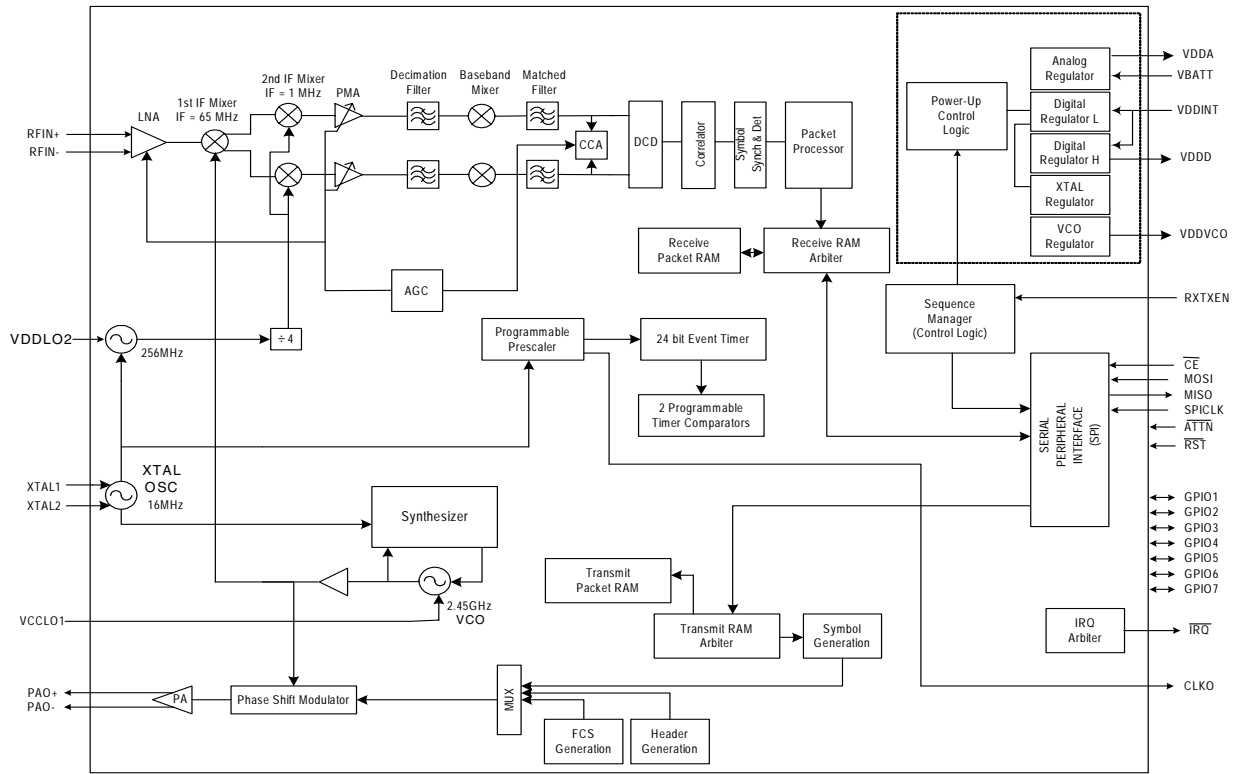 Analog
Regulator
VDDA
VBATT
Power-Up
Control
Logic
Digital
Regulator L
VDDINT
Digital
Regulator H
VDDD
XTAL
Regulator
VCO
Regulator
VDDVCO
RFIN+
RFIN-
LNA
1st IF Mixer
IF = 65 MHz
2nd IF Mixer
IF = 1 MHz
PMA
Decimation
Filter
Baseband
Mixer
Matched
Filter
CCA
DCD
Correlator
Symbol
Synch & Det
Packet
Processor
Receive
Packet RAM
Receive RAM
Arbiter
AGC
Sequence
Manager
(Control Logic)
RXTXEN
VDDLO2
256MHz
÷4
Programmable
Prescaler
24 bit Event Timer
2 Programmable
Timer Comparators
SERIAL
PERIPHERAL
INTERFACE
(SPI)
CE
MOSI
MISO
SPICLK
ATTN
RST
XTAL1
XTAL2
XTAL
OSC
16MHz
Synthesizer
GPIO1
GPIO2
GPIO3
GPIO4
GPIO5
GPIO6
GPIO7
2.45GHz
VCO
VCCLO1
Transmit
Packet RAM
Transmit RAM
Arbiter
Symbol
Generation
IRQ
Arbiter
IRQ
PAO+
PAO-
PA
Phase Shift Modulator
MUX
FCS
Generation
Header
Generation
CLKO